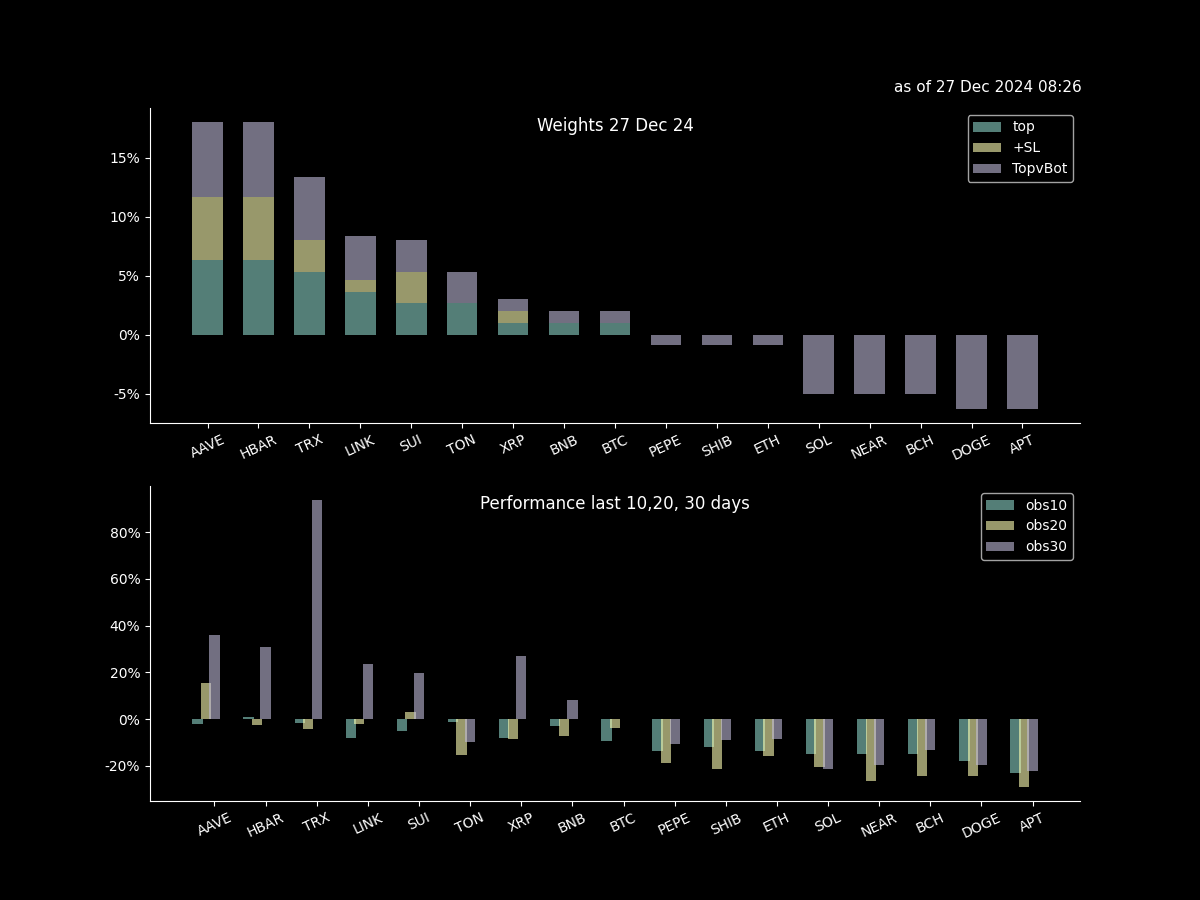 as of 27 Dec 2024 08:26
Weights 27 Dec 24
top
+SL
TopvBot
15%
10%
5%
0%
-5%
AAVE HBAR TRX LINK SUI TON XRP BNB BTC PEPE SHIB ETH SOL NEAR BCH DOGE APT
Performance last 10,20, 30 days
obs10
obs20
obs30
80%
60%
40%
20%
0%
-20%
AAVE HBAR TRX LINK SUI TON XRP BNB BTC PEPE SHIB ETH SOL NEAR BCH DOGE APT